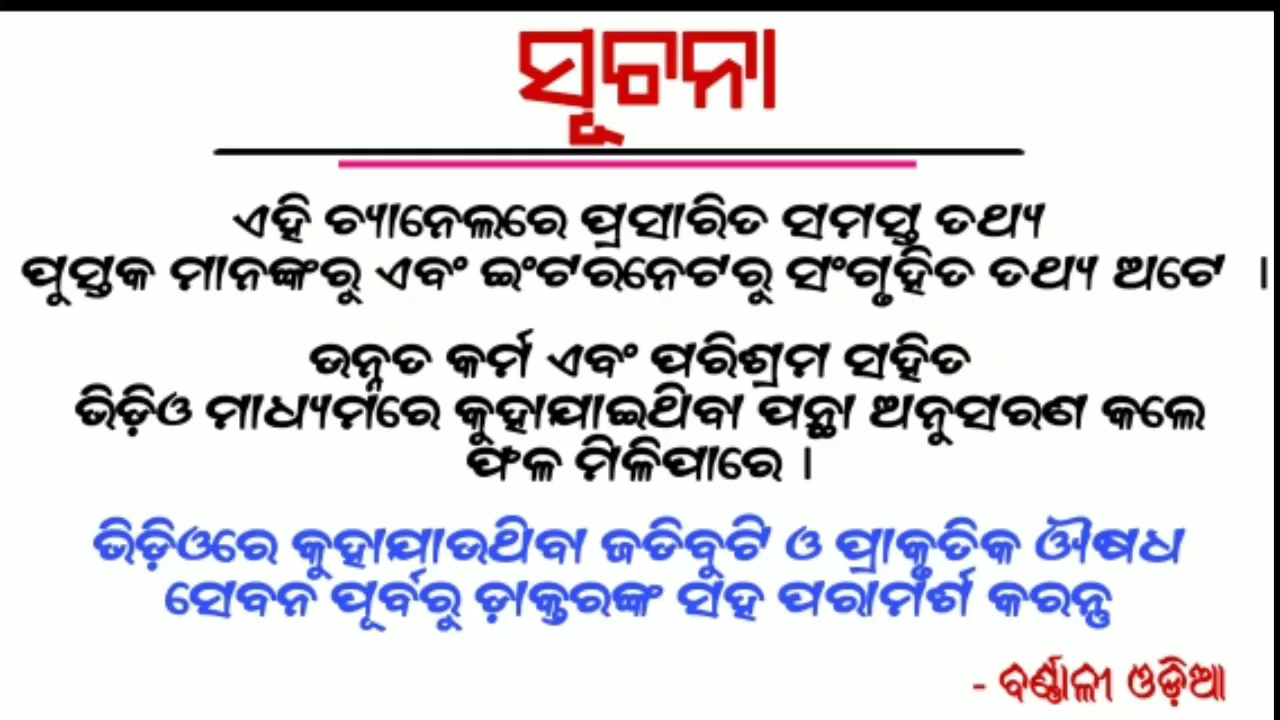 ସୂଚନା
ଏହି ଚ୍ୟାନେଲରେ ପ୍ରସାରିତ ସମସ୍ତ ତଥ୍ୟ
ପୁସ୍ତକ ମାନଙ୍କରୁ ଏବଂ ଇଂଟରନେଟରୁ ସଂଗୃହିତ ତଥ୍ୟ ଅଟେ ।
ଉନ୍ନତ କର୍ମ ଏବଂ ପରିଶ୍ରମ ସହିତ
ଭିଡ଼ିଓ ମାଧ୍ୟମରେ କୁହାଯାଇଥିବା ପନ୍ଥା ଅନୁସରଣ କଲେ
ଫଳ ମିଳିପାରେ ।
ଭିଡ଼ିଓରେ କୁହାଯାଉଥିବା ଜଡିବୁଟି ଓ ପ୍ରାକୃତିକ ଔଷଧ
ସେବନ ପୂର୍ବରୁ ଡ଼ାକ୍ତରଙ୍କ ସହ ପରାମର୍ଶ କରନ୍ତୁ
- ବର୍ଣ୍ଣାଳୀ ଓଡ଼ିଆ